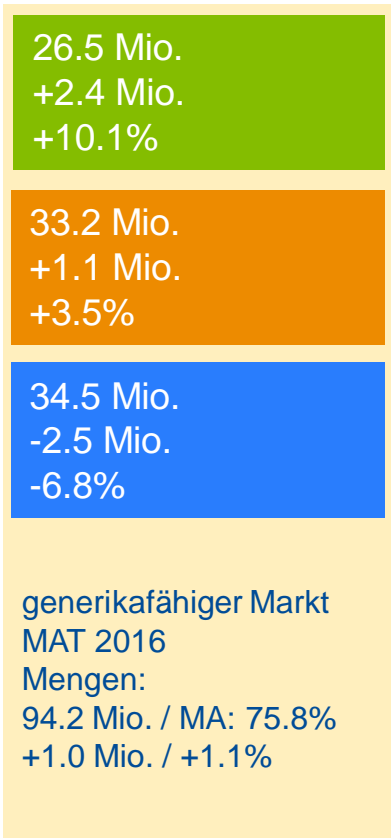 26.5 Mio.
+2.4 Mio.
+10.1%
33.2 Mio.
+1.1 Mio.
+3.5%
34.5 Mio.
-2.5 Mio.
-6.8%
generikafähiger Markt
MAT 2016
Mengen:
94.2 Mio. / MA: 75.8%
+1.0 Mio. / +1.1%